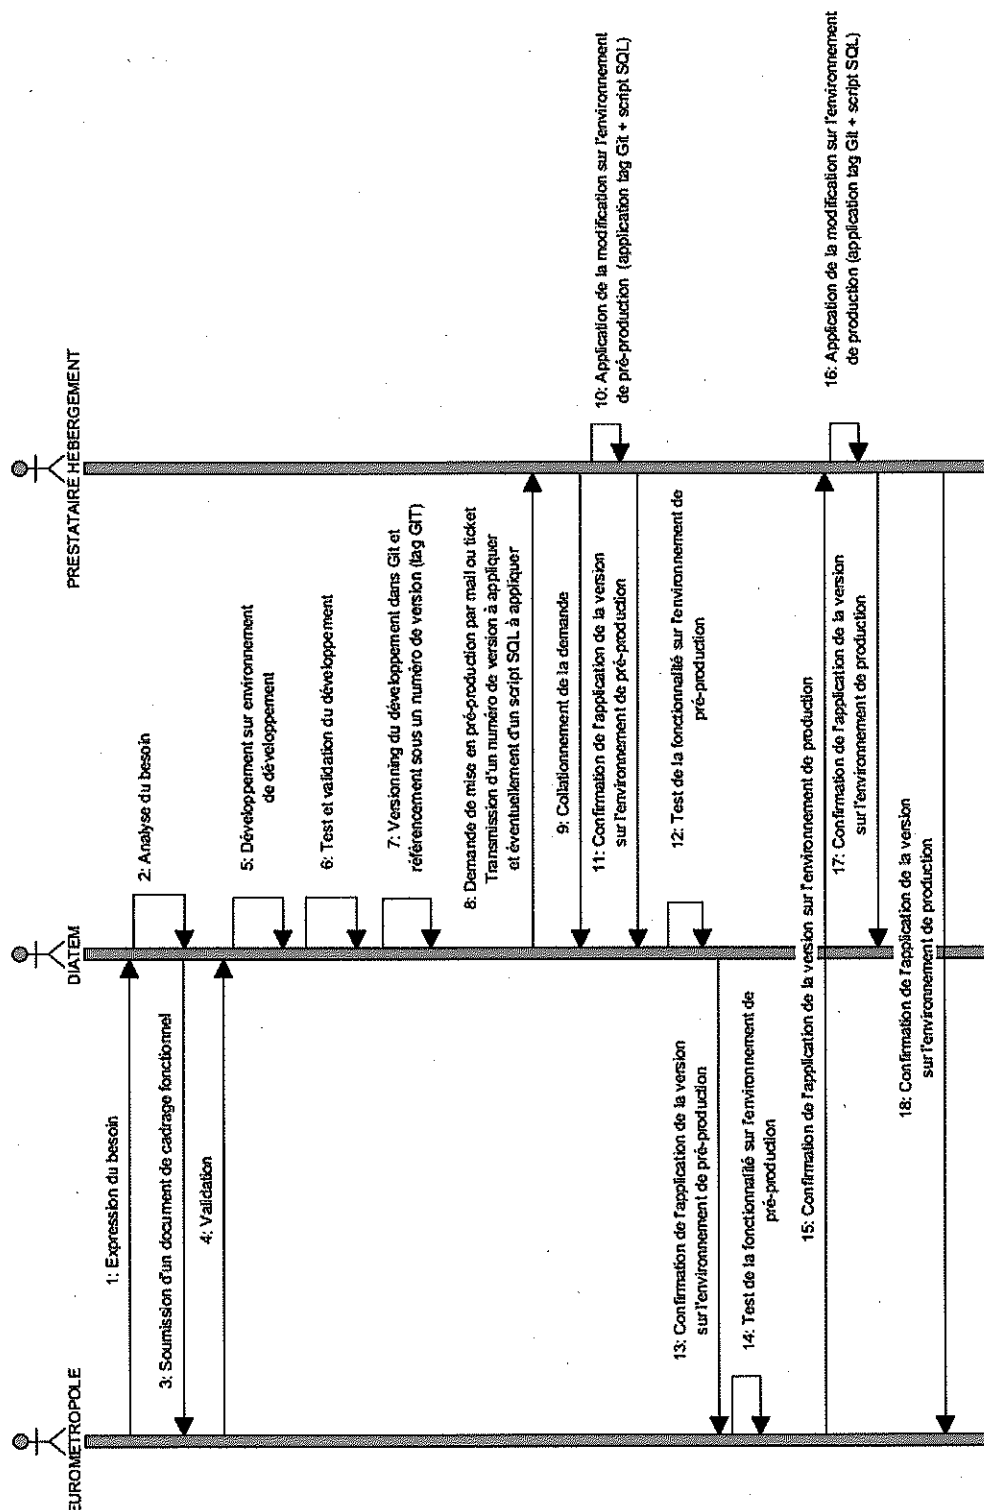 EUROMETROPOLE
DIATEM
PRESTATAIRE HEBERGEMENT
1: Expression du besoin
2: Analyse du besoin
3: Soumission d'un document de cadrage fonctionnel
4: Validation
5: Développement sur environnement
de développement
6: Test et validation du développement
7: Versionning du développement dans Git et
référencement sous un numéro de version (tag GIT)
8: Demande de mise en pré-production par mail ou ticket
Transmission d'un numéro de version à appliquer
et éventuellement d'un script SQL à appliquer
9: Collationnement de la demande
10: Application de la modification sur l'environnement
de pré-production (application tag Git + script SQL)
11: Confirmation de l'application de la version
sur l'environnement de pré-production
12: Test de la fonctionnalité sur l'environnement de
pré-production
13: Confirmation de l'application de la version
sur l'environnement de pré-production
14: Test de la fonctionnalité sur l'environnement de
pré-production
15: Confirmation de l'application de la version sur l'environnement de production
16: Application de la modification sur l'environnement
de production (application tag Git + script SQL)
17: Confirmation de l'application de la version
sur l'environnement de production
18: Confirmation de l'application de la version
sur l'environnement de production